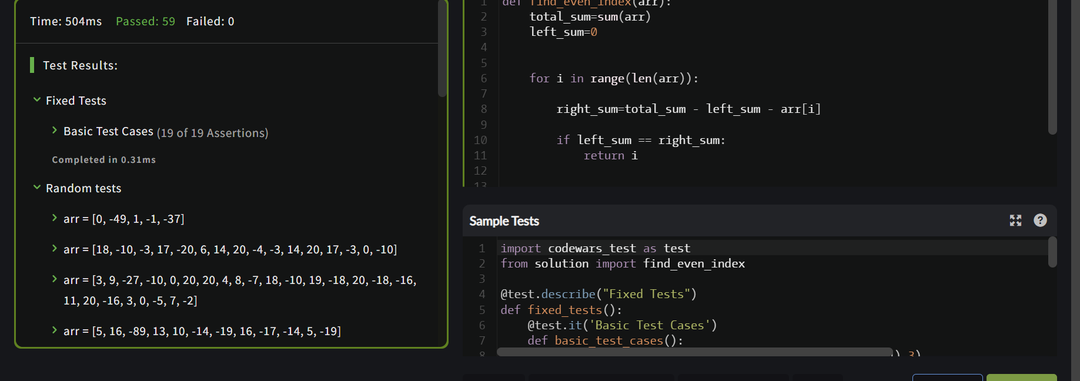 Time: 504ms Passed: 59 Failed: 0
Test Results:
Fixed Tests
Basic Test Cases (19 of 19 Assertions)
Completed in 0.31ms
Random tests
arr = [0, -49, 1, -1, -37]
arr = [18, -10, -3, 17, -20, 6, 14, 20, -4, -3, 14, 20, 17, -3, 0, -10]
arr = [3, 9, -27, -10, 0, 20, 20, 4, 8, -7, 18, -10, 19, -18, 20, -18, -16,
11, 20, -16, 3, 0, -5, 7, -2]
arr = [5, 16, -89, 13, 10, -14, -19, 16, -17, -14, 5, -19]
1 def find_even_index(arr):
2 total_sum=sum(arr)
3 left_sum=0
4
5
6 for i in range(len(arr)):
7
8 right_sum=total_sum - left_sum - arr[i]
9
10 if left_sum == right_sum:
11 return i
12
13
Sample Tests
1 import codewars_test as test
2 from solution import find_even_index
3
4 @test.describe("Fixed Tests")
5 def fixed_tests():
6 @test.it('Basic Test Cases')
7 def basic_test_cases():
8 ), 3)